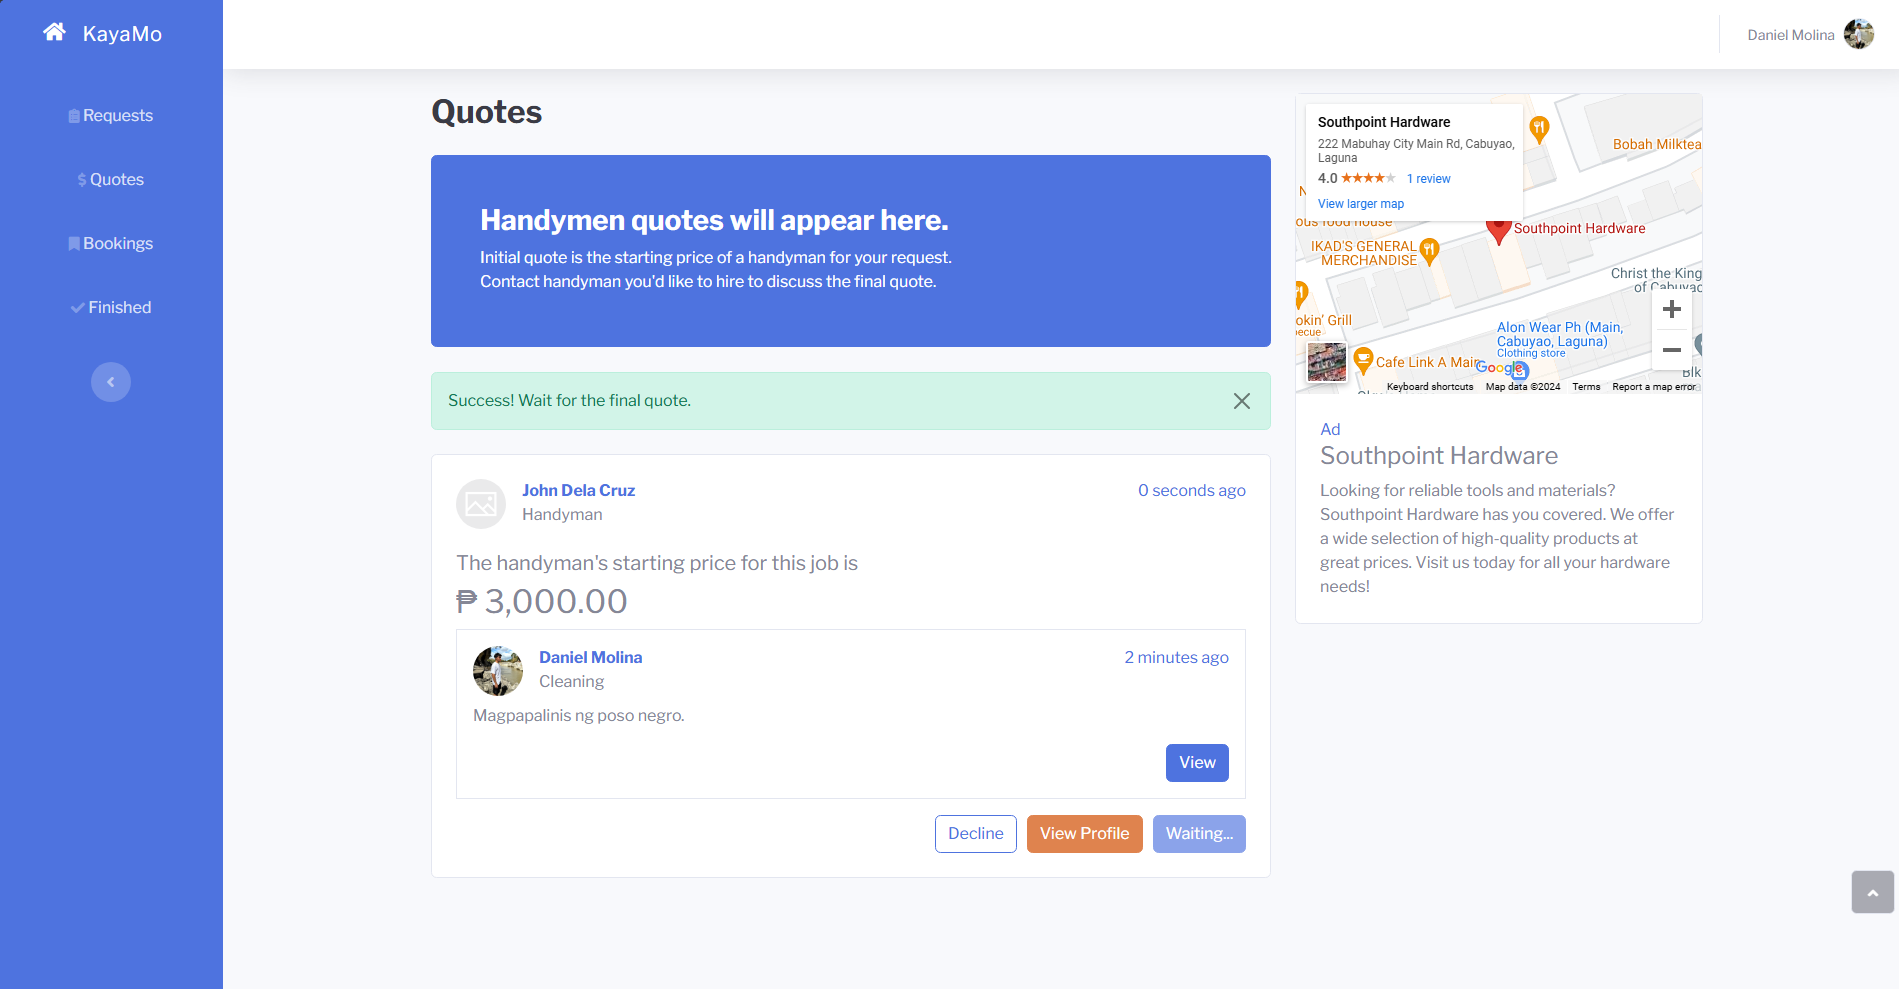 KayaMo
Daniel Molina
Requests
Quotes
Bookings
Finished
Quotes
Handymen quotes will appear here.
Initial quote is the starting price of a handyman for your request.
Contact handyman you'd like to hire to discuss the final quote.
Success! Wait for the final quote.
John Dela Cruz
0 seconds ago
Handyman
The handyman's starting price for this job is
₱ 3,000.00
Daniel Molina
2 minutes ago
Cleaning
Magpapalinis ng poso negro.
View
Decline
View Profile
Waiting...
Southpoint Hardware
222 Mabuhay City Main Rd, Cabuyao,
Laguna
4.0
1 review
View larger map
Bobah Milktea
food house
Southpoint Hardware
IKAD'S GENERAL
MERCHANDISE
Christ the King
of Cabuyao
Grill
Alon Wear Ph (Main,
Cabuyao, Laguna)
Clothing store
Cafe Link A Main
Google
Blk
Keyboard shortcuts
Map data ©2024
Terms
Report a map error
Ad
Southpoint Hardware
Looking for reliable tools and materials?
Southpoint Hardware has you covered. We offer
a wide selection of high-quality products at
great prices. Visit us today for all your hardware
needs!